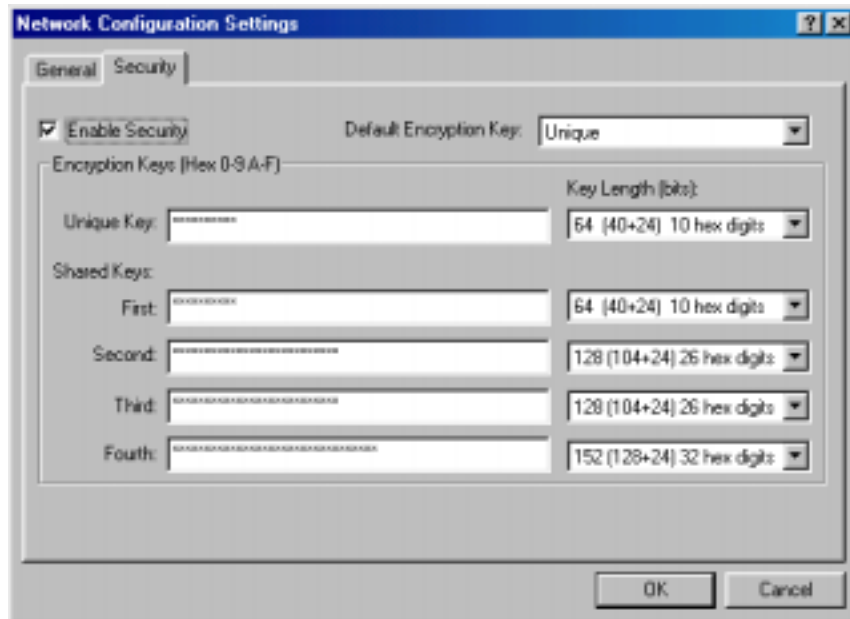 Network Configuration Settings
General Security
Enable Security Default Encryption Key: Unique
Encryption Keys (Hex 0-9 A-F)
Key Length (bits):
Unique Key: ********** 64 (40+24) 10 hex digits
Shared Keys:
First: ********** 64 (40+24) 10 hex digits
Second: ************************** 128 (104+24) 26 hex digits
Third: ************************** 128 (104+24) 26 hex digits
Fourth: ******************************** 152 (128+24) 32 hex digits
OK Cancel